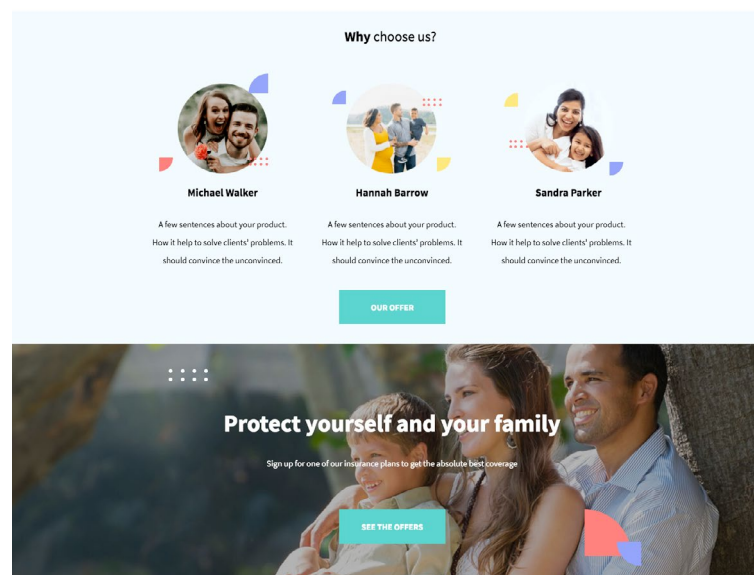 Why choose us?
Michael Walker
Hannah Barrow
Sandra Parker
A few sentences about your product.
How it help to solve clients' problems. It
should convince the unconvinced.
A few sentences about your product.
How it help to solve clients' problems. It
should convince the unconvinced.
A few sentences about your product.
How it help to solve clients' problems. It
should convince the unconvinced.
OUR OFFER
Protect yourself and your family
Sign up for one of our insurance plans to get the absolute best coverage
SEE THE OFFERS